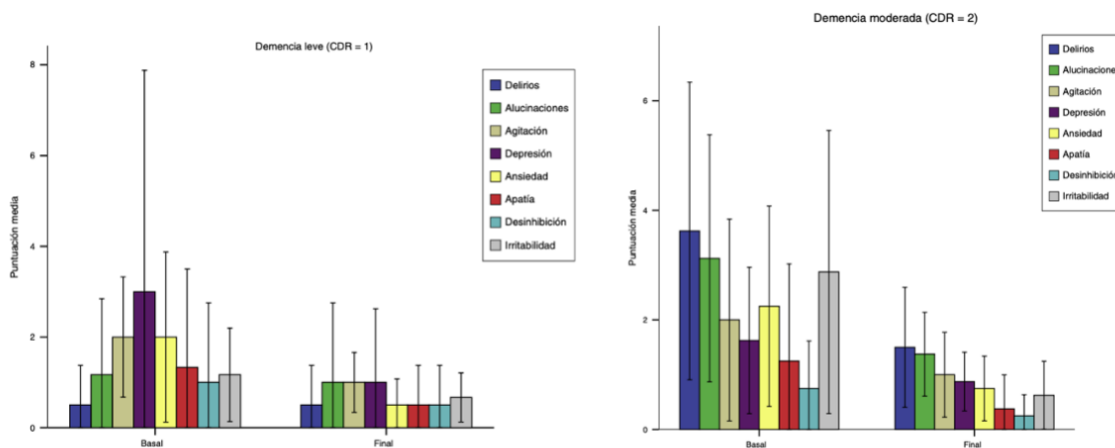 Demencia leve (CDR = 1)
8
6
4
2
0
Puntuación media
Basal
Final
Delirios
Alucinaciones
Agitación
Depresión
Ansiedad
Apatía
Desinhibición
Irritabilidad
Demencia moderada (CDR = 2)
6
4
2
0
Puntuación media
Basal
Final
Delirios
Alucinaciones
Agitación
Depresión
Ansiedad
Apatía
Desinhibición
Irritabilidad